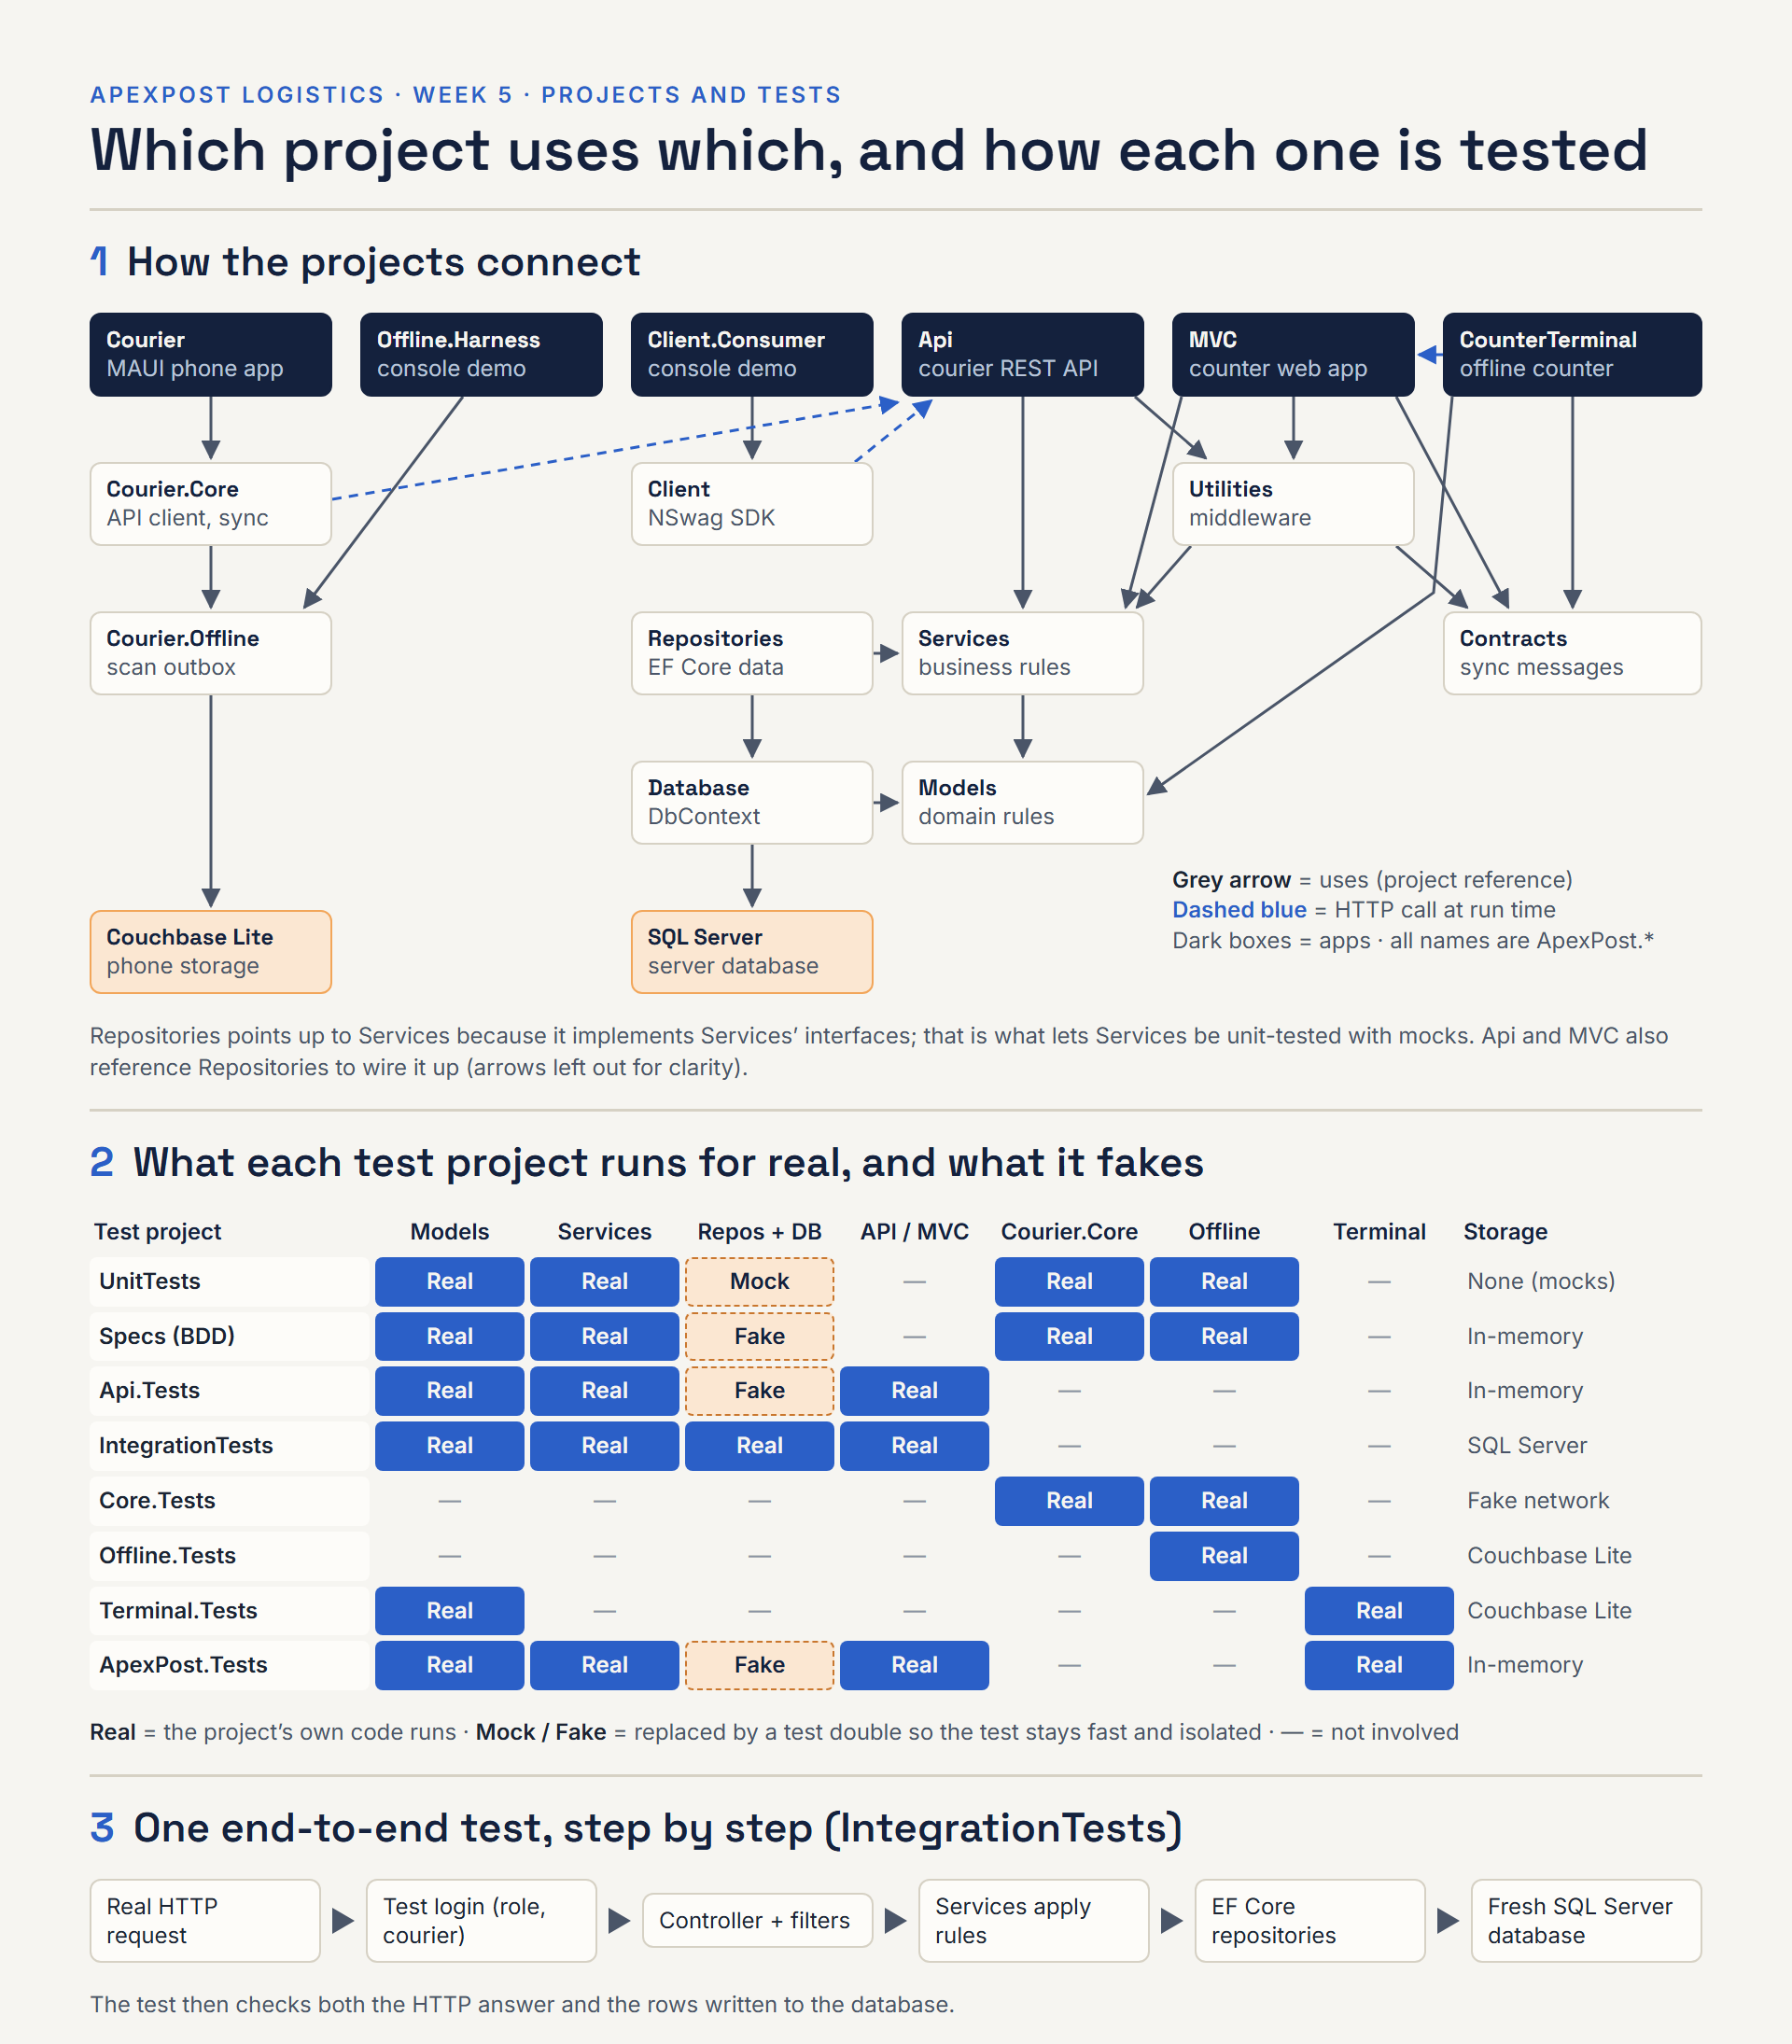 APEXPOST LOGISTICS · WEEK 5 · PROJECTS AND TESTS
Which project uses which, and how each one is tested
1 How the projects connect
Courier
MAUI phone app
Offline.Harness
console demo
Client.Consumer
console demo
Api
courier REST API
MVC
counter web app
CounterTerminal
offline counter
Courier.Core
API client, sync
Client
NSwag SDK
Utilities
middleware
Courier.Offline
scan outbox
Repositories
EF Core data
Services
business rules
Contracts
sync messages
Database
DbContext
Models
domain rules
Grey arrow = uses (project reference)
Dashed blue = HTTP call at run time
Dark boxes = apps · all names are ApexPost.*
Couchbase Lite
phone storage
SQL Server
server database
Repositories points up to Services because it implements Services’ interfaces; that is what lets Services be unit-tested with mocks. Api and MVC also
reference Repositories to wire it up (arrows left out for clarity).
2 What each test project runs for real, and what it fakes
Test project Models Services Repos + DB API / MVC Courier.Core Offline Terminal Storage
UnitTests Real Real Mock — Real Real — None (mocks)
Specs (BDD) Real Real Fake — Real Real — In-memory
Api.Tests Real Real Fake Real — — — In-memory
IntegrationTests Real Real Real Real — — — SQL Server
Core.Tests — — — — Real Real — Fake network
Offline.Tests — — — — — Real — Couchbase Lite
Terminal.Tests Real — — — — — Real Couchbase Lite
ApexPost.Tests Real Real Fake Real — — Real In-memory
Real = the project’s own code runs · Mock / Fake = replaced by a test double so the test stays fast and isolated · — = not involved
3 One end-to-end test, step by step (IntegrationTests)
Real HTTP
request
Test login (role,
courier)
Controller + filters
Services apply
rules
EF Core
repositories
Fresh SQL Server
database
The test then checks both the HTTP answer and the rows written to the database.